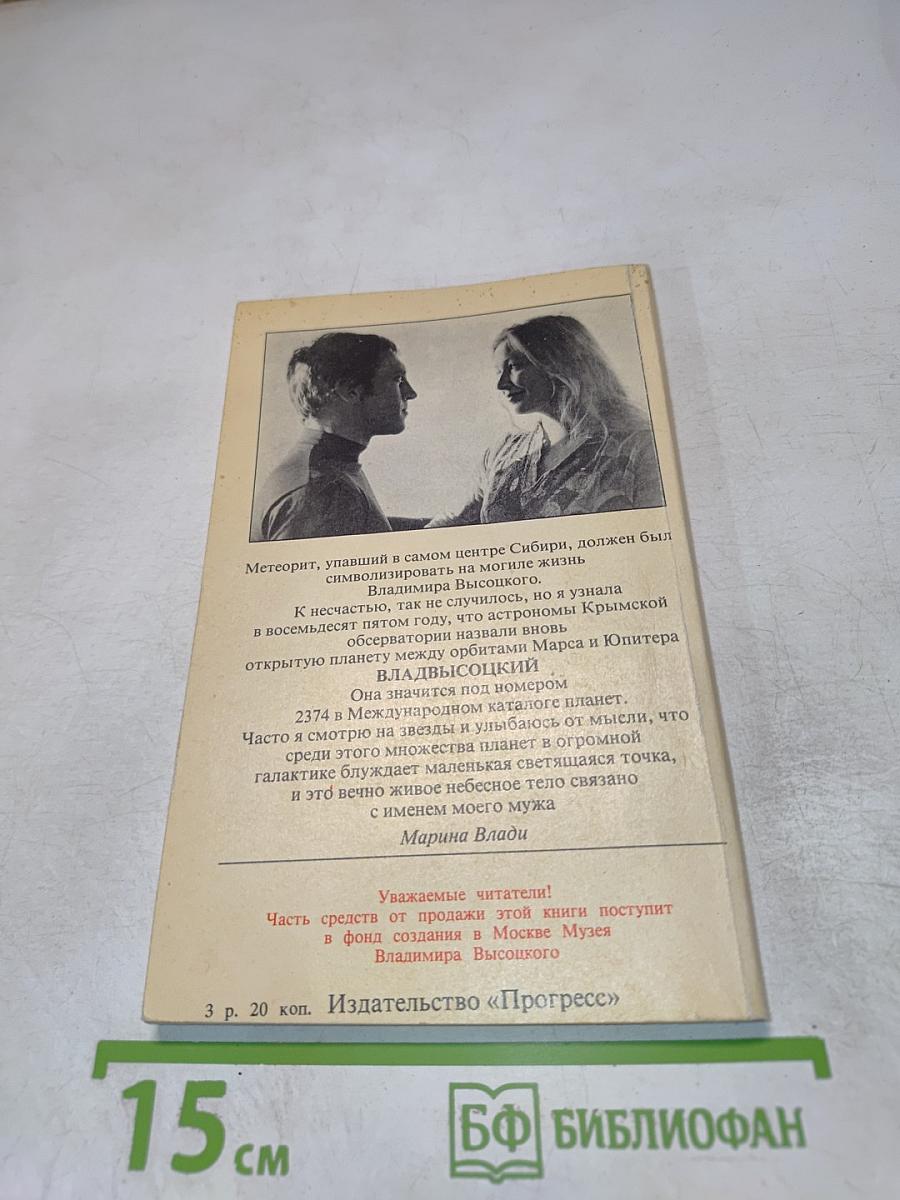 Метеорит, упавший в самом центре Сибири, должен был
символизировать на могиле жизнь
Владимира Высоцкого.
К несчастью, так не случилось, но я узнала
в восемьдесят пятом году, что астрономы Крымской
обсерватории назвали вновь
открытую планету между орбитами Марса и Юпитера
ВЛАДВЫСОЦКИЙ
Она значится под номером
2374 в Международном каталоге планет.
Часто я смотрю на звезды и улыбаюсь от мысли, что
среди этого множества планет в огромной
галактике блуждает маленькая светящаяся точка,
и это вечно живое небесное тело связано
с именем моего мужа
Марина Влади
Уважаемые читатели!
Часть средств от продажи этой книги поступит
в фонд создания в Москве Музея
Владимира Высоцкого
3 р. 20 коп. Издательство «Прогресс»
15 см
БФ БИБЛИОФАН